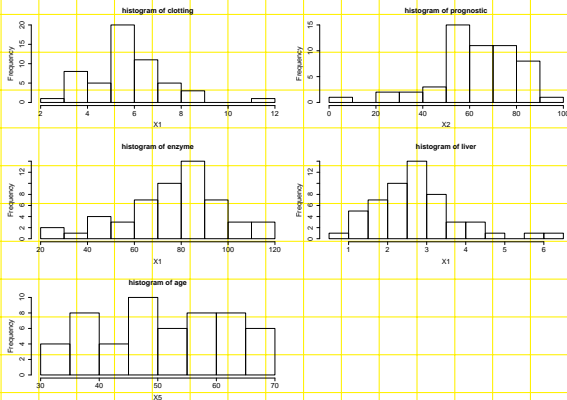 histogram of clotting
Frequency
0 5 10 15 20
2 4 6 8 10 12
X1
histogram of prognostic
Frequency
0 5 10 15
0 20 40 60 80 100
X2
histogram of enzyme
Frequency
0 2 4 6 8 12
20 40 60 80 100 120
X1
histogram of liver
Frequency
0 2 4 6 8 12
1 2 3 4 5 6
X1
histogram of age
Frequency
0 2 4 6 8 10
30 40 50 60 70
X5